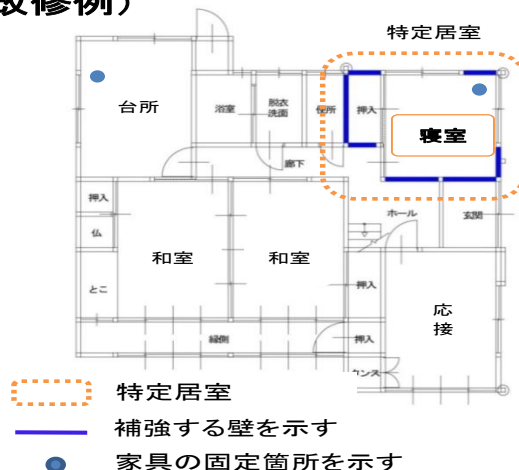 改修例）
特定居室
台所
浴室
脱衣
洗面
便所
押入
寝室
廊下
押入
仏
とこ
和室
和室
ホール
玄関
押入
応
接
縁側
押入
特定居室
補強する壁を示す
家具の固定箇所を示す